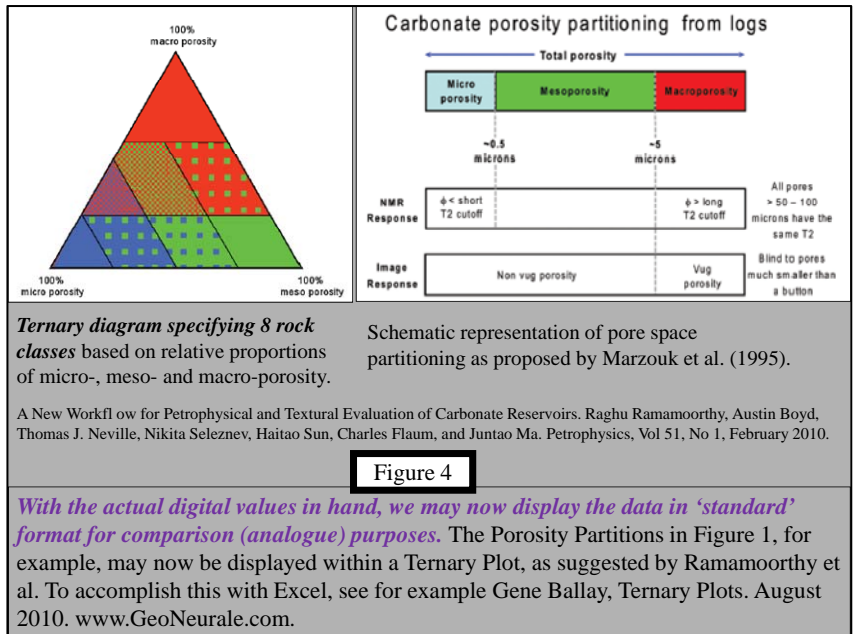 100%
macro porosity
100%
micro porosity
100%
meso porosity
Carbonate porosity partitioning from logs
Total porosity
Micro
porosity
Mesoporosity
Macroporosity
~0.5
microns
~5
microns
NMR
Response
ϕ < short
T2 cutoff
ϕ > long
T2 cutoff
All pores
> 50 – 100
microns have the
same T2
Image
Response
Non vug porosity
Vug
porosity
Blind to pores
much smaller than
a button
Ternary diagram specifying 8 rock
classes based on relative proportions
of micro-, meso- and macro-porosity.
Schematic representation of pore space
partitioning as proposed by Marzouk et al. (1995).
A New Workfl ow for Petrophysical and Textural Evaluation of Carbonate Reservoirs. Raghu Ramamoorthy, Austin Boyd,
Thomas J. Neville, Nikita Seleznev, Haitao Sun, Charles Flaum, and Juntao Ma. Petrophysics, Vol 51, No 1, February 2010.
Figure 4
With the actual digital values in hand, we may now display the data in ‘standard’
format for comparison (analogue) purposes. The Porosity Partitions in Figure 1, for
example, may now be displayed within a Ternary Plot, as suggested by Ramamoorthy et
al. To accomplish this with Excel, see for example Gene Ballay, Ternary Plots. August
2010. www.GeoNeurale.com.